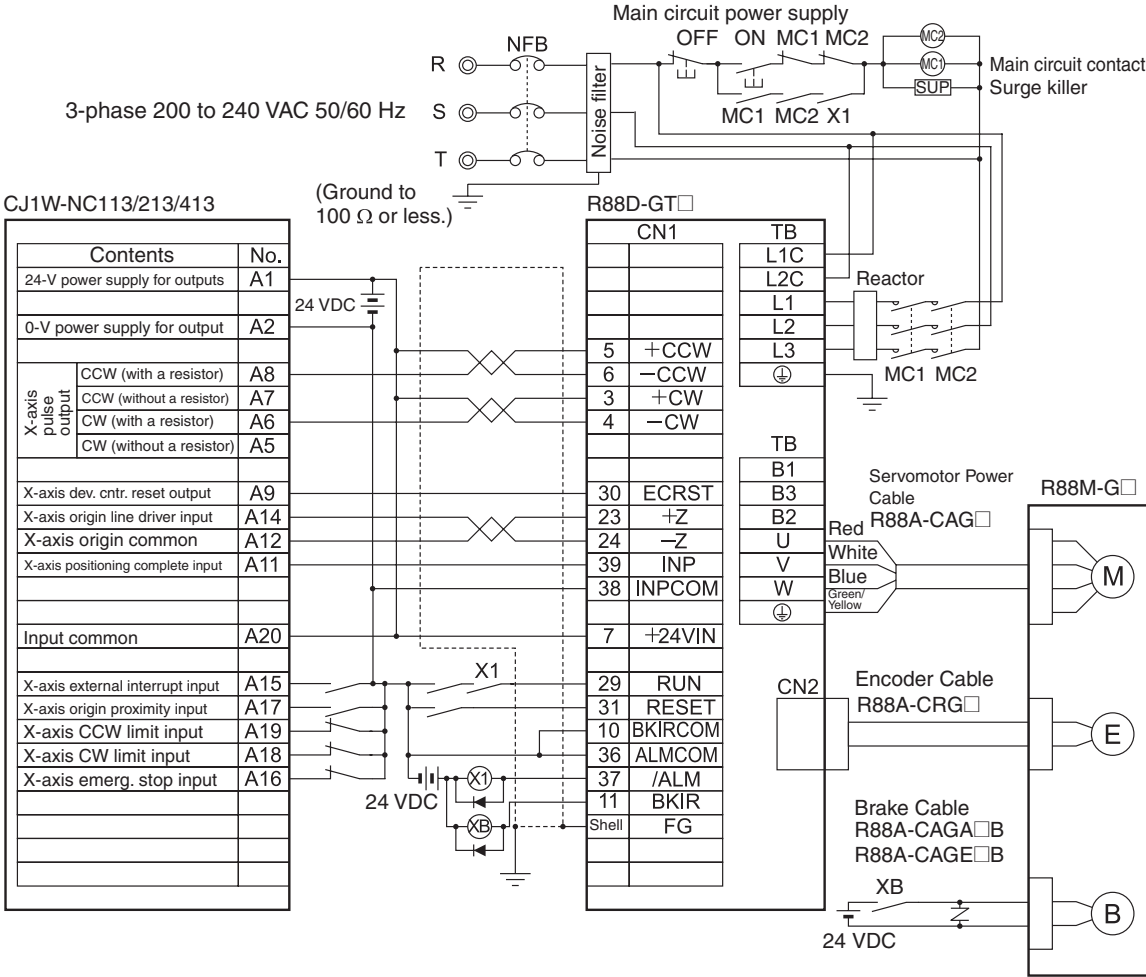 Main circuit power supply
OFF ON MC1 MC2
MC2
NFB
R
MC1
Main circuit contact
SUP
Surge killer
Noise filter
3-phase 200 to 240 VAC 50/60 Hz
S
MC1 MC2 X1
T
(Ground to
100 Ω or less.)
CJ1W-NC113/213/413
Contents No.
24-V power supply for outputs A1
0-V power supply for output A2
X-axis
pulse
output
CCW (with a resistor) A8
CCW (without a resistor) A7
CW (with a resistor) A6
CW (without a resistor) A5
X-axis dev. cntr. reset output A9
X-axis origin line driver input A14
X-axis origin common A12
X-axis positioning complete input A11
Input common A20
X-axis external interrupt input A15
X-axis origin proximity input A17
X-axis CCW limit input A19
X-axis CW limit input A18
X-axis emerg. stop input A16
24 VDC
X1
24 VDC
X1
XB
R88D-GT□
CN1
5 +CCW
6 −CCW
3 +CW
4 −CW
30 ECRST
23 +Z
24 −Z
39 INP
38 INPCOM
7 +24VIN
29 RUN
31 RESET
10 BKIRCOM
36 ALMCOM
37 /ALM
11 BKIR
Shell FG
TB
L1C
L2C
L1
L2
L3
TB
B1
B3
B2
U
V
W
CN2
Reactor
MC1 MC2
Servomotor Power
Cable
R88A-CAG□
Red
White
Blue
Green/
Yellow
R88M-G□
M
Encoder Cable
R88A-CRG□
E
Brake Cable
R88A-CAGA□B
R88A-CAGE□B
XB
24 VDC
B